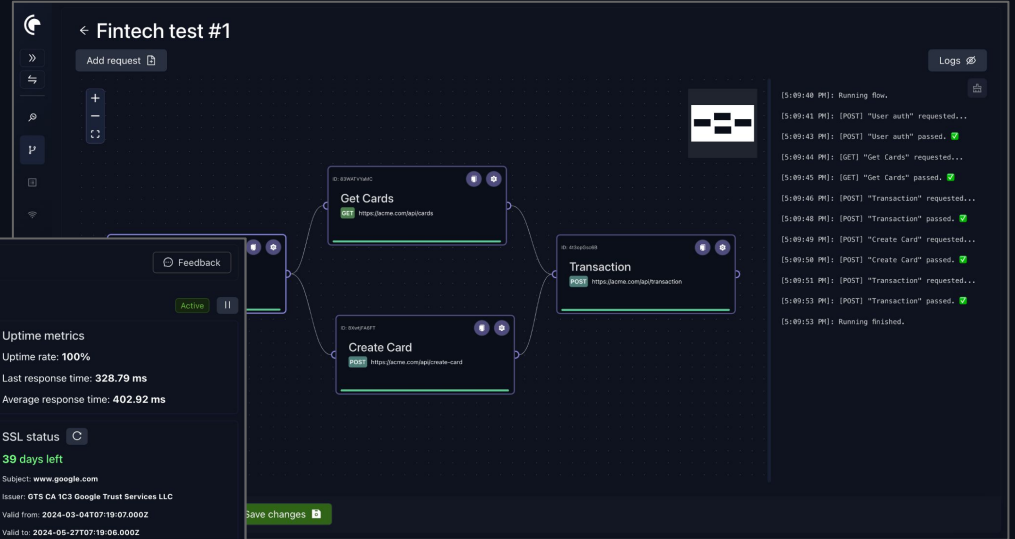 ← Fintech test #1
Add request
Logs
ID: 83WATVYaMC
Get Cards
GET https://acme.com/api/cards
Transaction
POST https://acme.com/api/transaction
Create Card
POST https://acme.com/api/create-card
[5:09:40 PM]: Running flow.
[5:09:41 PM]: [POST] "User auth" requested...
[5:09:43 PM]: [POST] "User auth" passed. ✅
[5:09:44 PM]: [GET] "Get Cards" requested...
[5:09:45 PM]: [GET] "Get Cards" passed. ✅
[5:09:46 PM]: [POST] "Transaction" requested...
[5:09:48 PM]: [POST] "Transaction" passed. ✅
[5:09:49 PM]: [POST] "Create Card" requested...
[5:09:50 PM]: [POST] "Create Card" passed. ✅
[5:09:51 PM]: [POST] "Transaction" requested...
[5:09:53 PM]: [POST] "Transaction" passed. ✅
[5:09:53 PM]: Running finished.
Feedback
Active
Uptime metrics
Uptime rate: 100%
Last response time: 328.79 ms
Average response time: 402.92 ms
SSL status
39 days left
Subject: www.google.com
Issuer: GTS CA 1C3 Google Trust Services LLC
Valid from: 2024-03-04T07:19:07.000Z
Valid to: 2024-05-27T07:19:06.000Z
Save changes